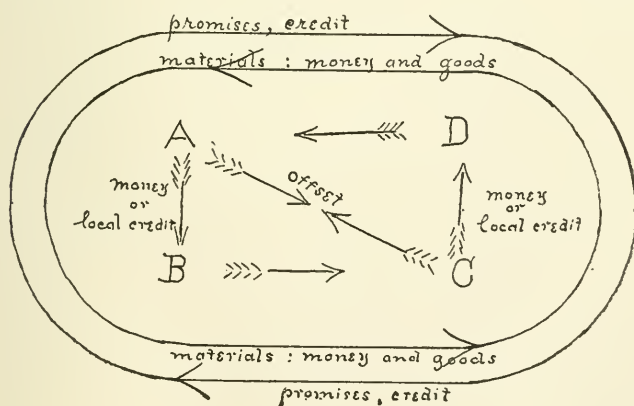 promises, credit
materials : money and goods
A
D
offset
money
or
local credit
money
or
local credit
B
C
materials : money and goods
promises, credit